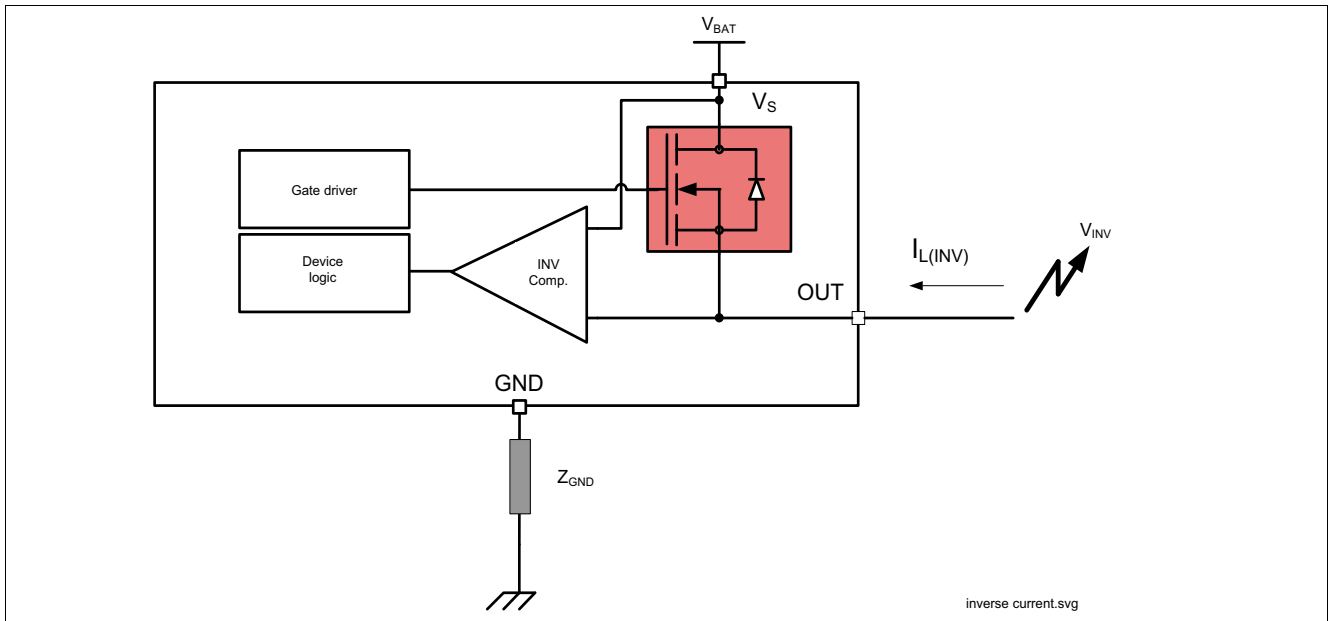 VBAT
VS
Gate driver
Device
logic
INV
Comp.
IL(INV)
VINV
OUT
GND
ZGND
inverse current.svg